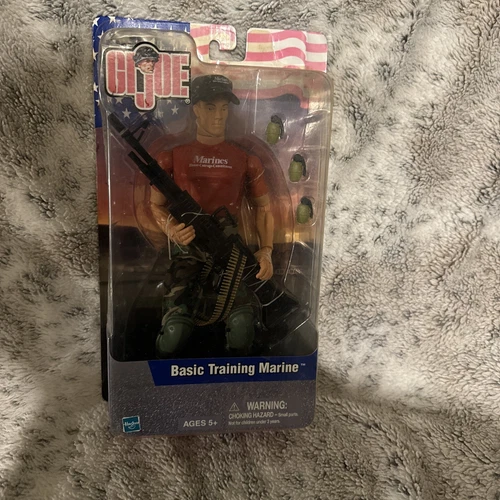 GI JOE®
Marines
Basic Training Marine™
WARNING:
CHOKING HAZARD - Small parts.
Not for children under 3 years.
AGES 5+
Hasbro